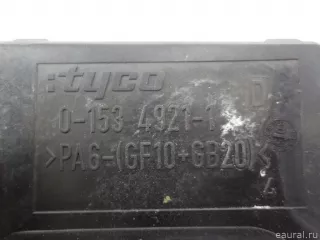 :tyco
0-153 4921-1
D
>PA6-(GF10+GB20)<
eaural.ru